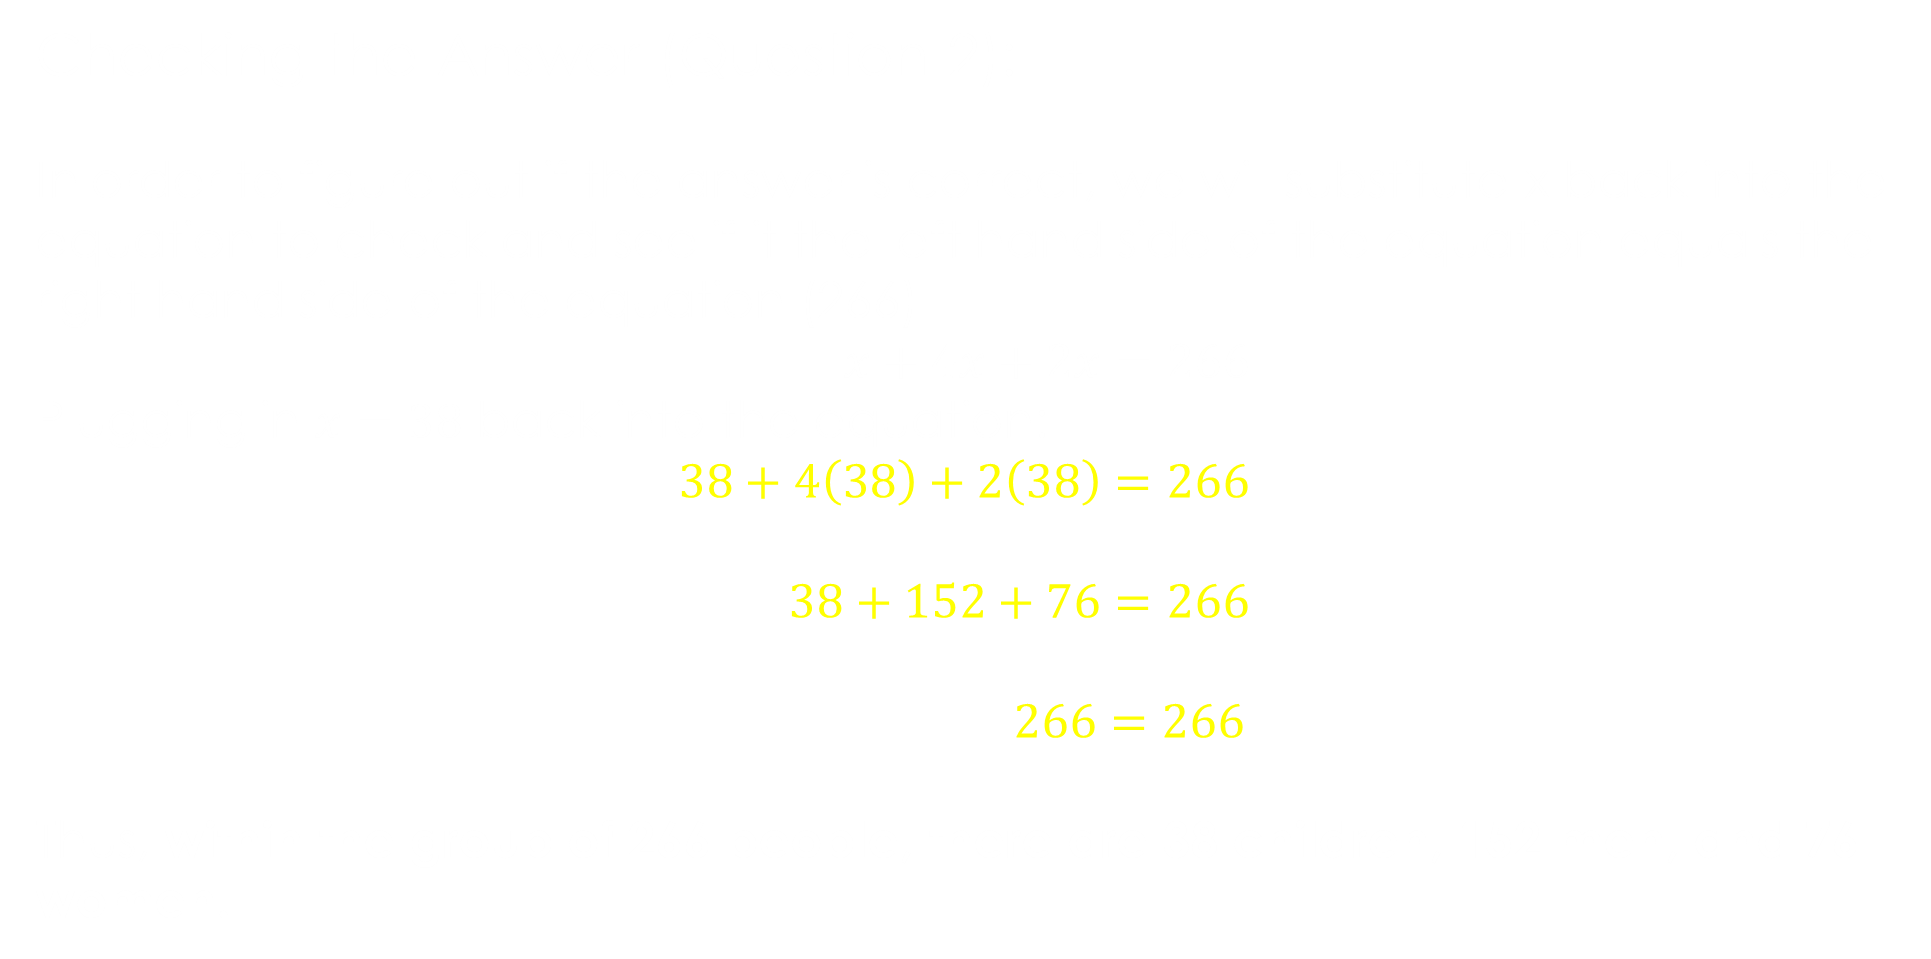 38 + 4(38) + 2(38) = 266
38 + 152 + 76 = 266
266 = 266